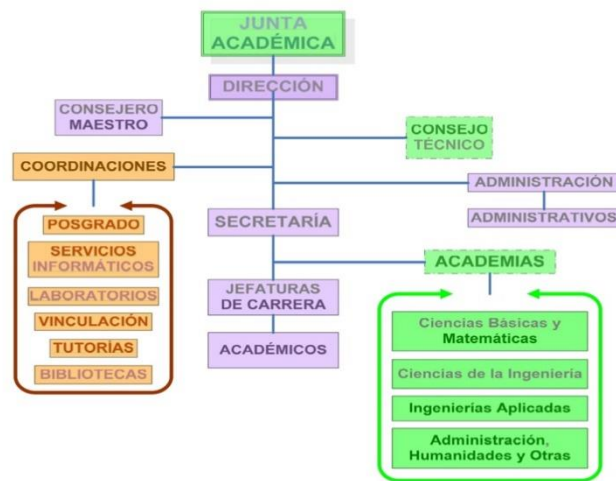 JUNTA
ACADÉMICA
DIRECCIÓN
CONSEJERO
MAESTRO
CONSEJO
TÉCNICO
COORDINACIONES
ADMINISTRACIÓN
ADMINISTRATIVOS
SECRETARÍA
POSGRADO
SERVICIOS
INFORMÁTICOS
LABORATORIOS
VINCULACIÓN
TUTORÍAS
BIBLIOTECAS
ACADEMIAS
JEFATURAS
DE CARRERA
ACADÉMICOS
Ciencias Básicas y
Matemáticas
Ciencias de la Ingeniería
Ingenierías Aplicadas
Administración,
Humanidades y Otras